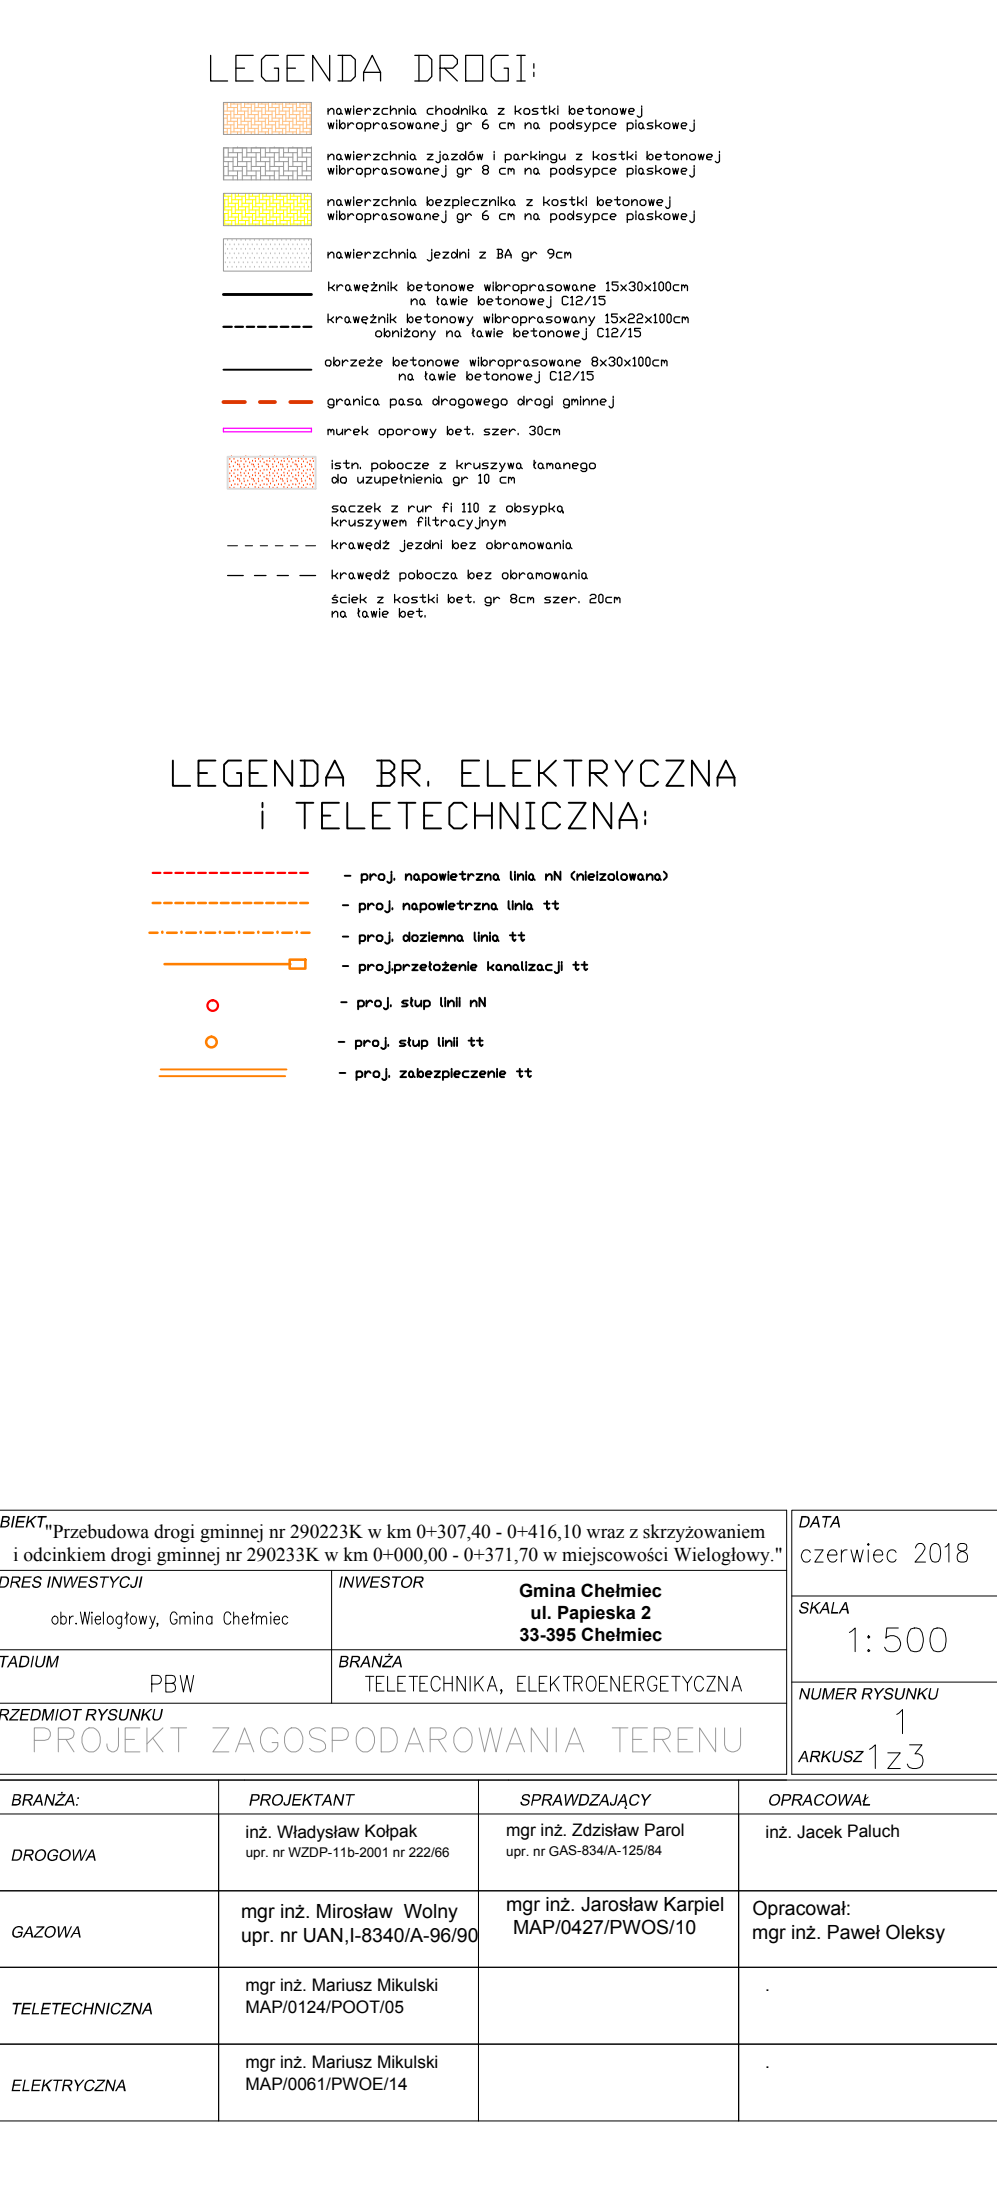 LEGENDA DROGI:
nawierzchnia chodnika z kostki betonowej
wibroprasowanej gr 6 cm na podsypce piaskowej
nawierzchnia zjazdów i parkingu z kostki betonowej
wibroprasowanej gr 8 cm na podsypce piaskowej
nawierzchnia bezpiecznika z kostki betonowej
wibroprasowanej gr 6 cm na podsypce piaskowej
nawierzchnia jezdni z BA gr 9cm
krawężnik betonowe wibroprasowane 15x30x100cm
na ławie betonowej C12/15
krawężnik betonowy wibroprasowany 15x22x100cm
obniżony na ławie betonowej C12/15
obrzeże betonowe wibroprasowane 8x30x100cm
na ławie betonowej C12/15
granica pasa drogowego drogi gminnej
murek oporowy bet. szer. 30cm
istn. pobocze z kruszywa łamanego
do uzupełnienia gr 10 cm
saczek z rur fi 110 z obsypką
kruszywem filtracyjnym
krawędź jezdni bez obramowania
krawędź pobocza bez obramowania
ściek z kostki bet. gr 8cm szer. 20cm
na ławie bet.
LEGENDA BR. ELEKTRYCZNA
i TELETECHNICZNA:
- proj. napowietrzna linia nN (nieizolowana)
- proj. napowietrzna linia tt
- proj. doziemna linia tt
- proj.przełożenie kanalizacji tt
- proj. słup linii nN
- proj. słup linii tt
- proj. zabezpieczenie tt
BIEKT "Przebudowa drogi gminnej nr 290223K w km 0+307,40 - 0+416,10 wraz z skrzyżowaniem
i odcinkiem drogi gminnej nr 290233K w km 0+000,00 - 0+371,70 w miejscowości Wielogłowy."
DATA
czerwiec 2018
DRES INWESTYCJI
obr.Wielogłowy, Gmina Chełmiec
INWESTOR
Gmina Chełmiec
ul. Papieska 2
33-395 Chełmiec
SKALA
1:500
TADIUM
PBW
BRANŻA
TELETECHNIKA, ELEKTROENERGETYCZNA
NUMER RYSUNKU
1
RZEDMIOT RYSUNKU
PROJEKT ZAGOSPODAROWANIA TERENU
ARKUSZ 1z3
BRANŻA: PROJEKTANT SPRAWDZAJĄCY OPRACOWAŁ
DROGOWA
inż. Władysław Kołpak
upr. nr WZDP-11b-2001 nr 222/66
mgr inż. Zdzisław Parol
upr. nr GAS-834/A-125/84
inż. Jacek Paluch
GAZOWA
mgr inż. Mirosław Wolny
upr. nr UAN,I-8340/A-96/90
mgr inż. Jarosław Karpiel
MAP/0427/PWOS/10
Opracował:
mgr inż. Paweł Oleksy
TELETECHNICZNA
mgr inż. Mariusz Mikulski
MAP/0124/POOT/05
.
ELEKTRYCZNA
mgr inż. Mariusz Mikulski
MAP/0061/PWOE/14
.